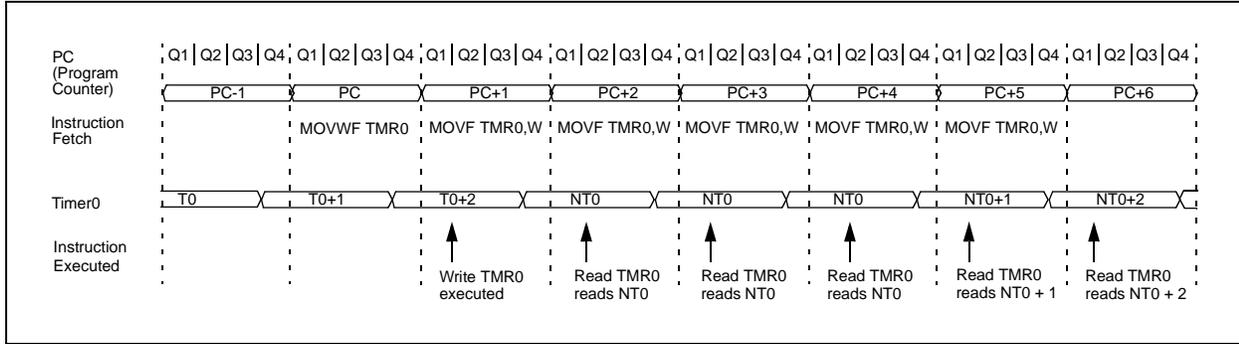 PC
(Program
Counter)
Q1 Q2 Q3 Q4 Q1 Q2 Q3 Q4 Q1 Q2 Q3 Q4 Q1 Q2 Q3 Q4 Q1 Q2 Q3 Q4 Q1 Q2 Q3 Q4 Q1 Q2 Q3 Q4 Q1 Q2 Q3 Q4
PC-1 PC PC+1 PC+2 PC+3 PC+4 PC+5 PC+6
Instruction
Fetch
MOVWF TMR0 MOVF TMR0,W MOVF TMR0,W MOVF TMR0,W MOVF TMR0,W MOVF TMR0,W
Timer0
T0 T0+1 T0+2 NT0 NT0 NT0 NT0+1 NT0+2
Instruction
Executed
Write TMR0
executed
Read TMR0
reads NT0
Read TMR0
reads NT0
Read TMR0
reads NT0
Read TMR0
reads NT0 + 1
Read TMR0
reads NT0 + 2